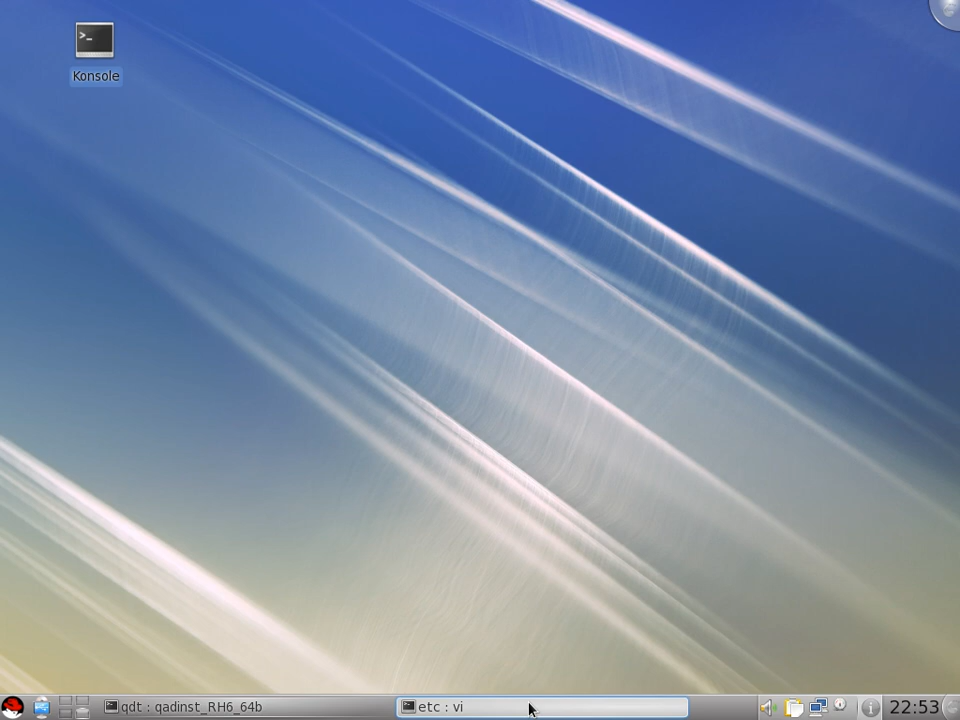 >_
Konsole
qdt : qadinst_RH6_64b
etc : vi
22:53